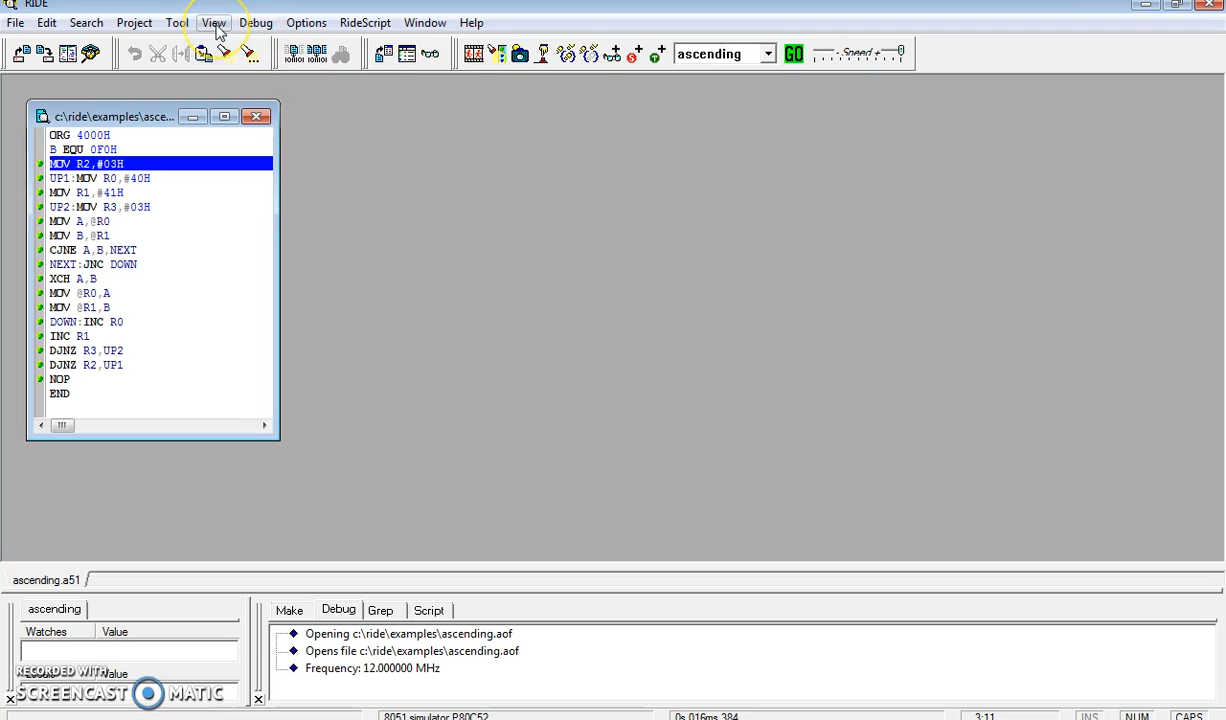 RIDE
File Edit Search Project Tool View Debug Options RideScript Window Help
ascending GO Speed
c:\ride\examples\asce...
ORG 4000H
B EQU 0F0H
MOV R2,#03H
UP1:MOV R0,#40H
MOV R1,#41H
UP2:MOV R3,#03H
MOV A,@R0
MOV B,@R1
CJNE A,B,NEXT
NEXT:JNC DOWN
XCH A,B
MOV @R0,A
MOV @R1,B
DOWN:INC R0
INC R1
DJNZ R3,UP2
DJNZ R2,UP1
NOP
END
ascending.a51
ascending
Watches Value
Locals Value
RECORDED WITH
SCREENCAST MATIC
Make Debug Grep Script
Opening c:\ride\examples\ascending.aof
Opens file c:\ride\examples\ascending.aof
Frequency: 12.000000 MHz
8051 simulator P80C52 0s 016ms 384 3:11 INS NUM CAPS